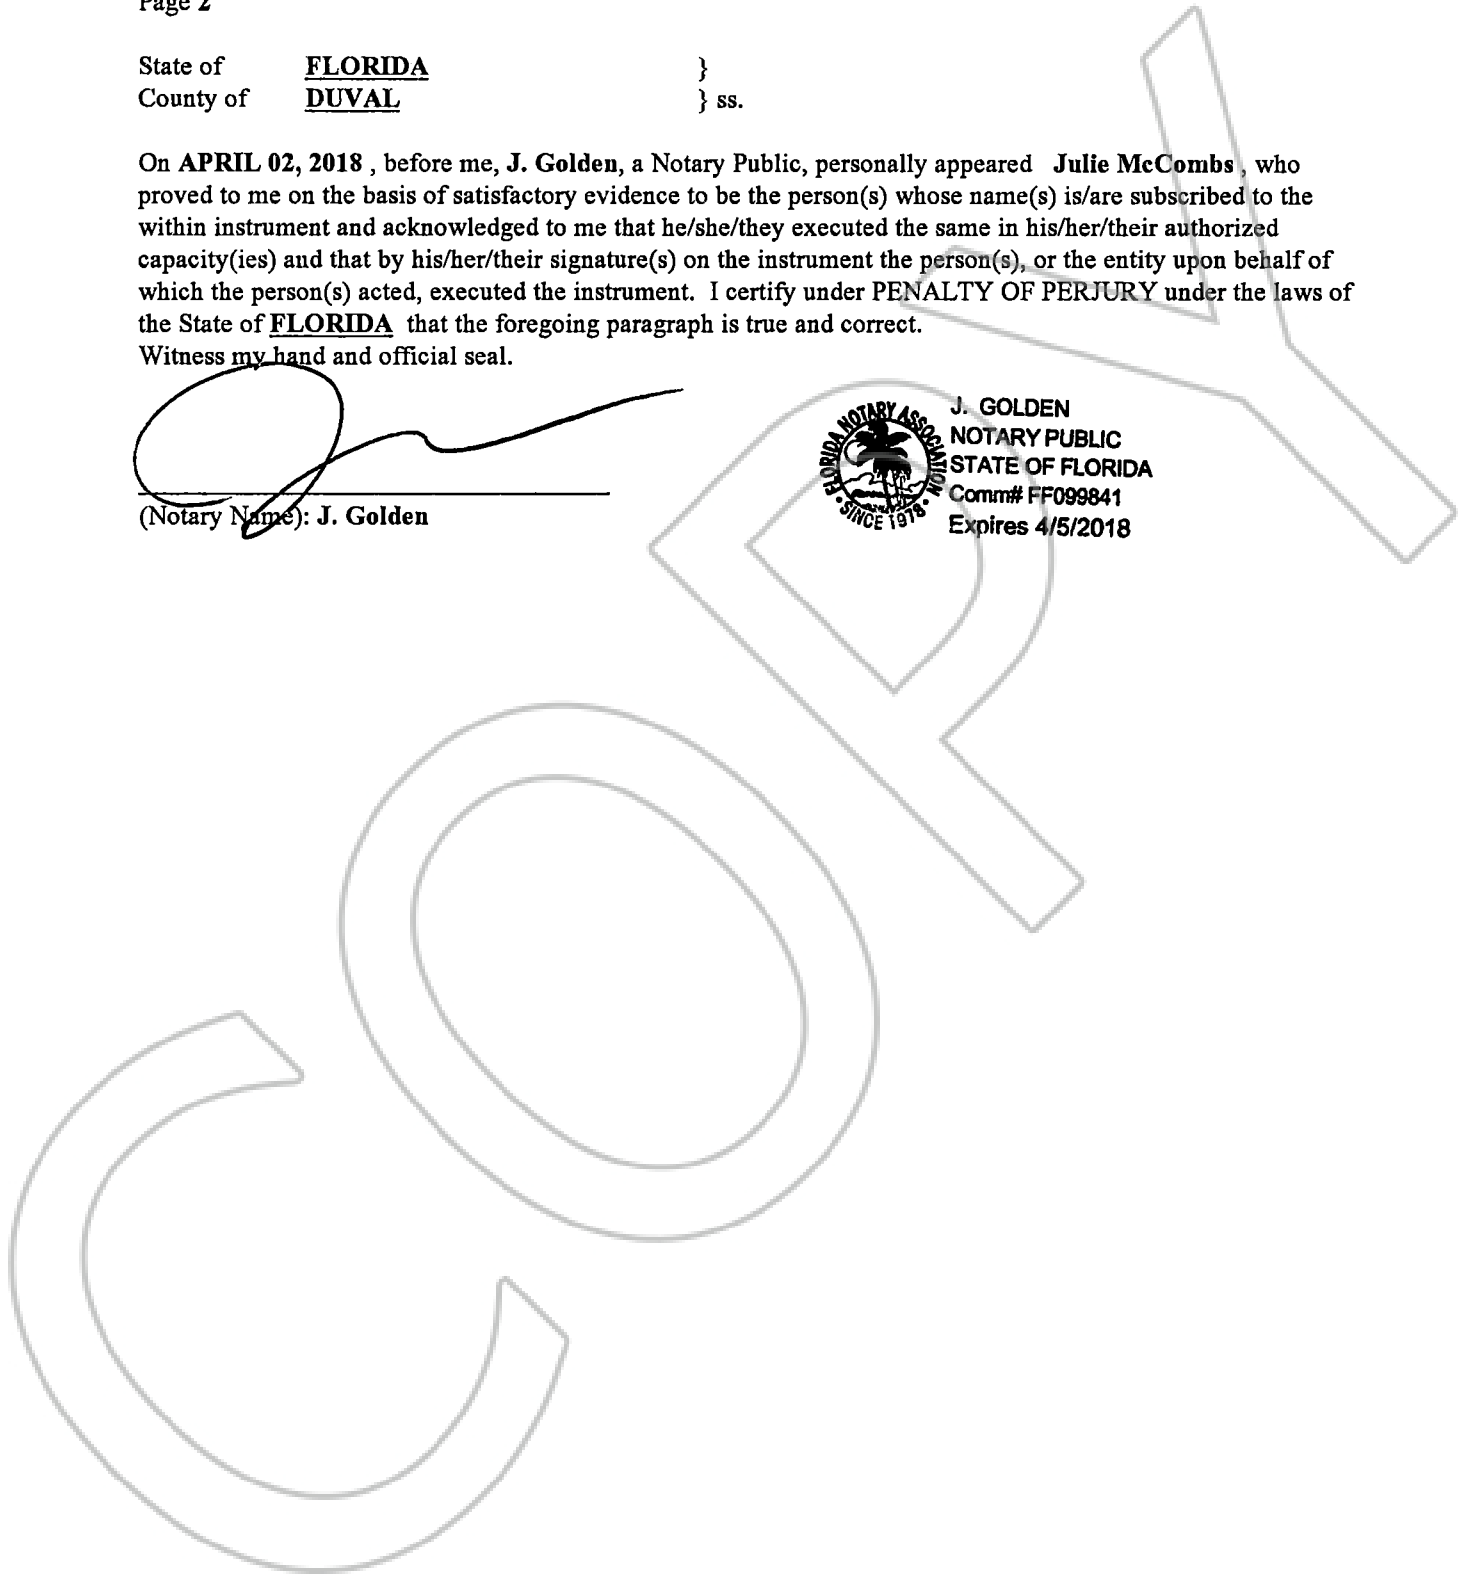 Page 2
State of FLORIDA }
County of DUVAL } ss.
On APRIL 02, 2018 , before me, J. Golden, a Notary Public, personally appeared Julie McCombs , who
proved to me on the basis of satisfactory evidence to be the person(s) whose name(s) is/are subscribed to the
within instrument and acknowledged to me that he/she/they executed the same in his/her/their authorized
capacity(ies) and that by his/her/their signature(s) on the instrument the person(s), or the entity upon behalf of
which the person(s) acted, executed the instrument. I certify under PENALTY OF PERJURY under the laws of
the State of FLORIDA that the foregoing paragraph is true and correct.
Witness my hand and official seal.
(Notary Name): J. Golden
FLORIDA NOTARY ASSOCIATION
• SINCE 1978 •
J. GOLDEN
NOTARY PUBLIC
STATE OF FLORIDA
Comm# FF099841
Expires 4/5/2018
COPY